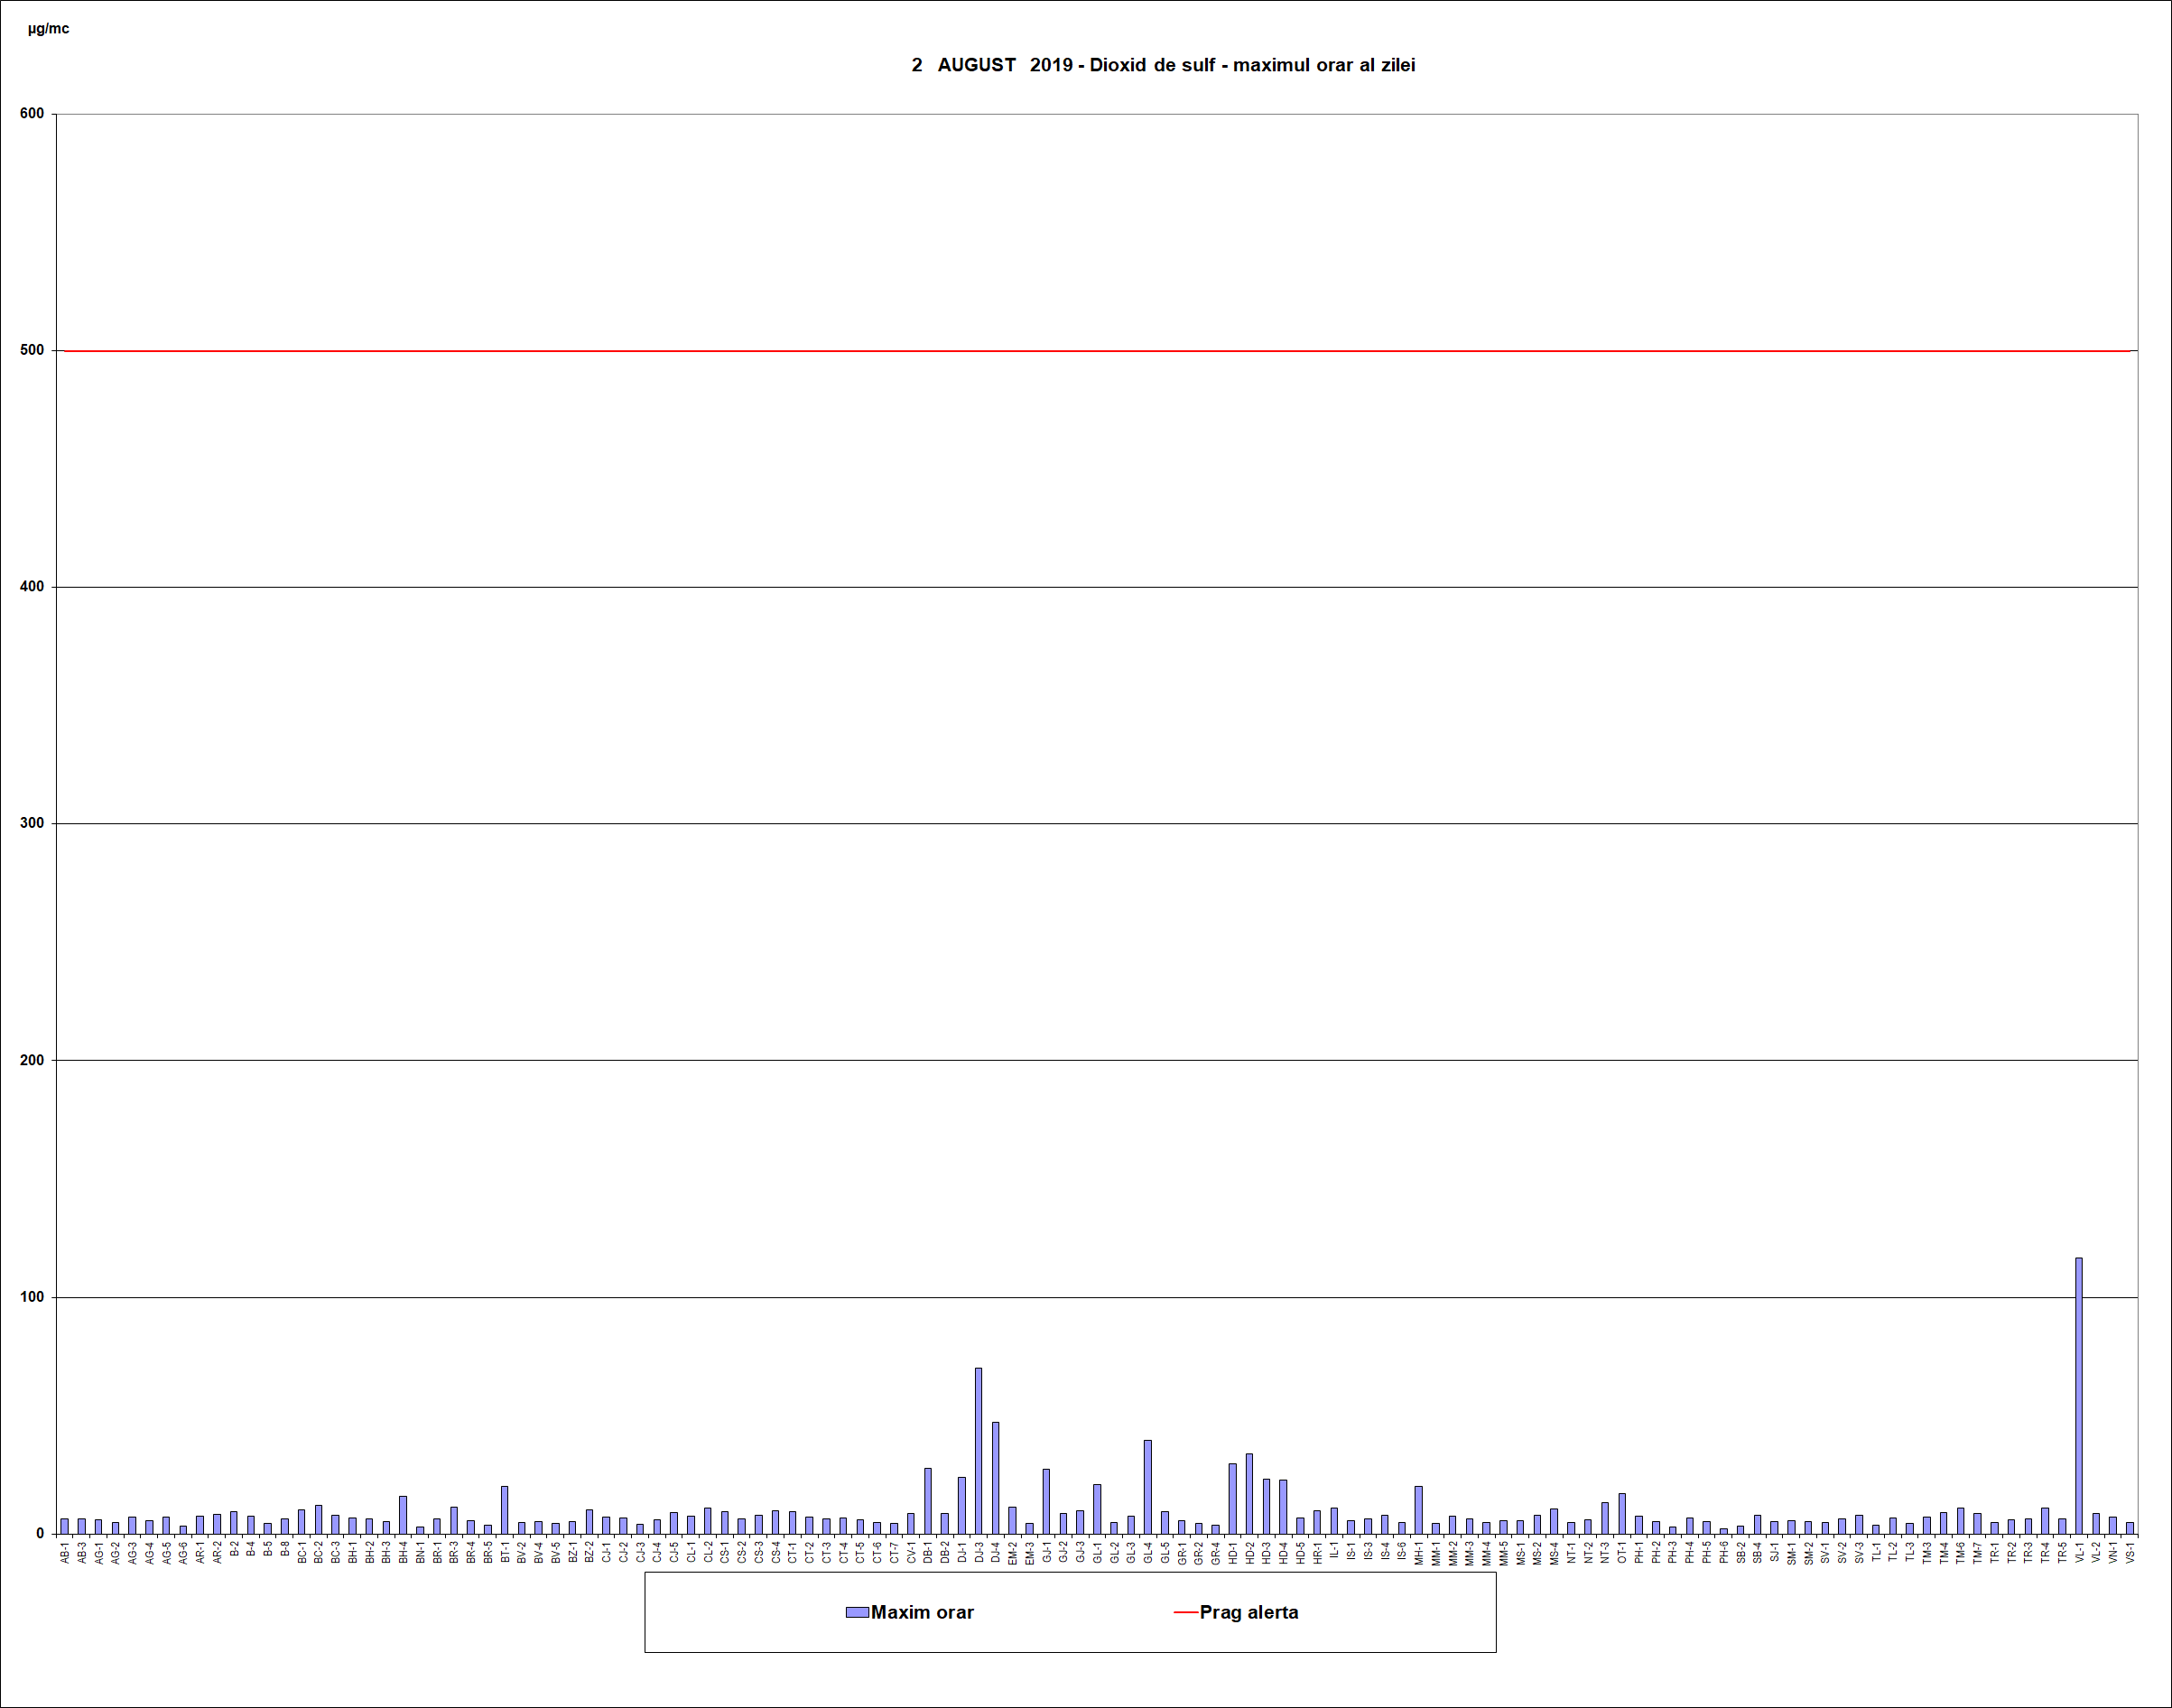 µg/mc
2 AUGUST 2019 - Dioxid de sulf - maximul orar al zilei
600
500
400
300
200
100
0
AB-1
AB-3
AG-1
AG-2
AG-3
AG-4
AG-5
AG-6
AR-1
AR-2
B-2
B-4
B-5
B-8
BC-1
BC-2
BC-3
BH-1
BH-2
BH-3
BH-4
BN-1
BR-1
BR-3
BR-4
BR-5
BT-1
BV-2
BV-4
BV-5
BZ-1
BZ-2
CJ-1
CJ-2
CJ-3
CJ-4
CJ-5
CL-1
CL-2
CS-1
CS-2
CS-3
CS-4
CT-1
CT-2
CT-3
CT-4
CT-5
CT-6
CT-7
CV-1
DB-1
DB-2
DJ-1
DJ-3
DJ-4
EM-2
EM-3
GJ-1
GJ-2
GJ-3
GL-1
GL-2
GL-3
GL-4
GL-5
GR-1
GR-2
GR-4
HD-1
HD-2
HD-3
HD-4
HD-5
HR-1
IL-1
IS-1
IS-3
IS-4
IS-6
MH-1
MM-1
MM-2
MM-3
MM-4
MM-5
MS-1
MS-2
MS-4
NT-1
NT-2
NT-3
OT-1
PH-1
PH-2
PH-3
PH-4
PH-5
PH-6
SB-2
SB-4
SJ-1
SM-1
SM-2
SV-1
SV-2
SV-3
TL-1
TL-2
TL-3
TM-3
TM-4
TM-6
TM-7
TR-1
TR-2
TR-3
TR-4
TR-5
VL-1
VL-2
VN-1
VS-1
Maxim orar
Prag alerta